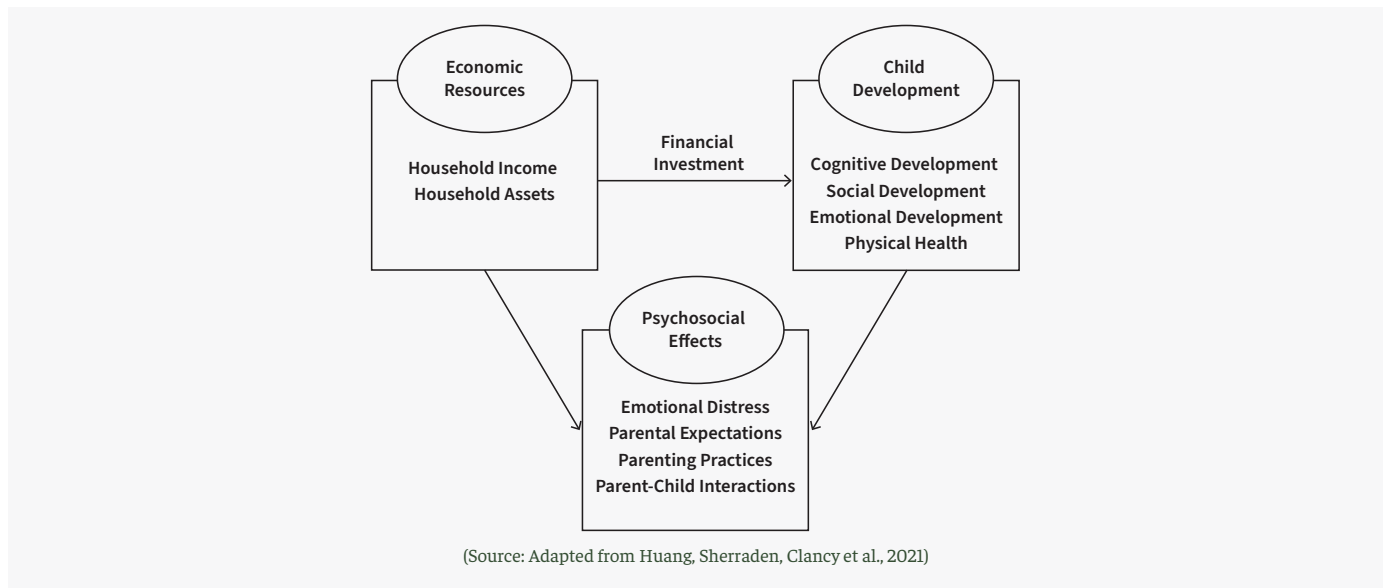 Economic
Resources
Household Income
Household Assets
Financial
Investment
Child
Development
Cognitive Development
Social Development
Emotional Development
Physical Health
Psychosocial
Effects
Emotional Distress
Parental Expectations
Parenting Practices
Parent-Child Interactions
(Source: Adapted from Huang, Sherraden, Clancy et al., 2021)